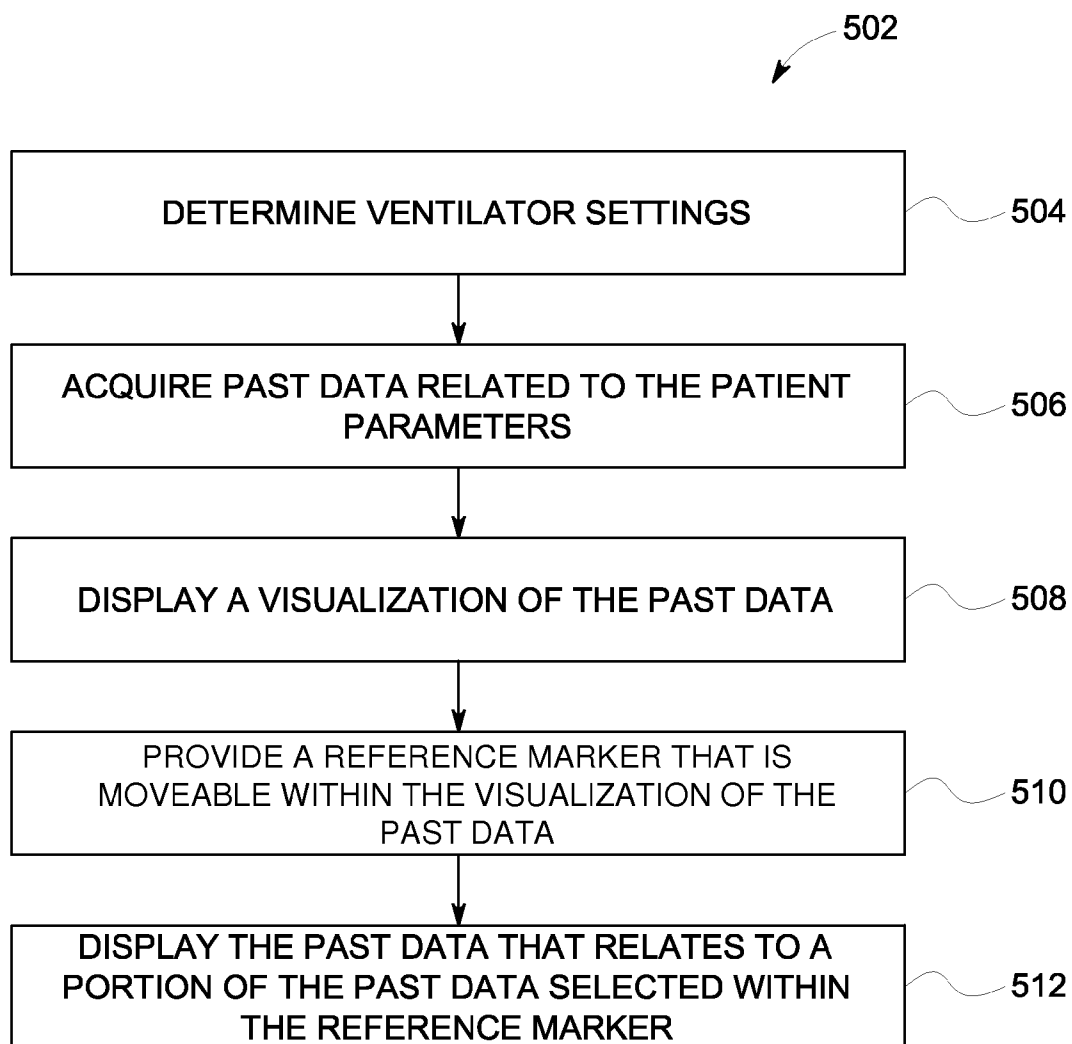 502
DETERMINE VENTILATOR SETTINGS
504
ACQUIRE PAST DATA RELATED TO THE PATIENT
PARAMETERS
506
DISPLAY A VISUALIZATION OF THE PAST DATA
508
PROVIDE A REFERENCE MARKER THAT IS
MOVEABLE WITHIN THE VISUALIZATION OF THE
PAST DATA
510
DISPLAY THE PAST DATA THAT RELATES TO A
PORTION OF THE PAST DATA SELECTED WITHIN
THE REFERENCE MARKER
512